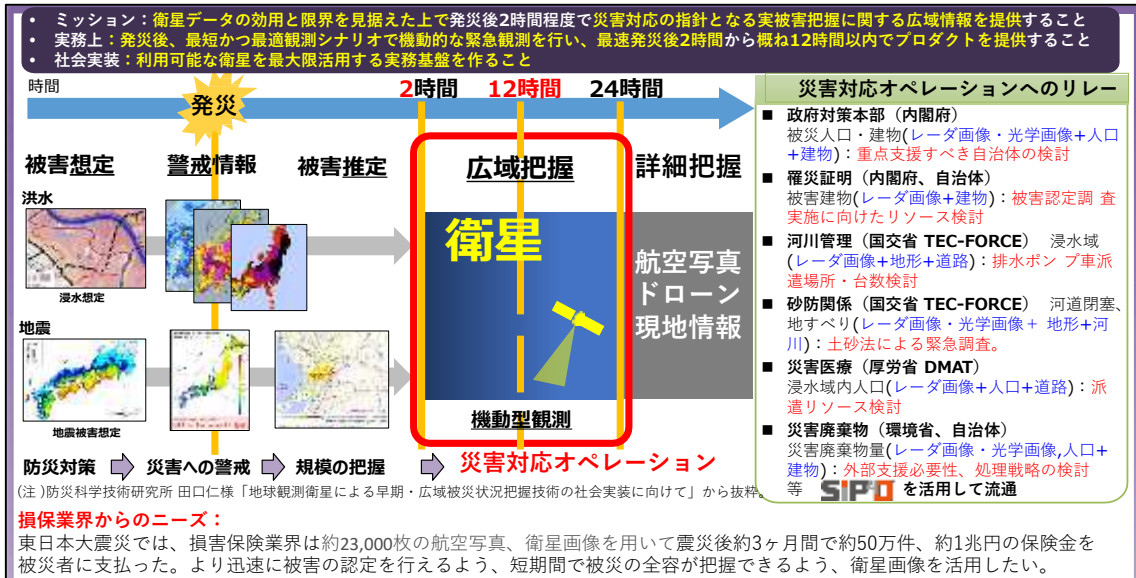 • ミッション：衛星データの効用と限界を見据えた上で発災後2時間程度で災害対応の指針となる実被害把握に関する広域情報を提供すること
• 実務上：発災後、最短かつ最適観測シナリオで機動的な緊急観測を行い、最速発災後2時間から概ね12時間以内でプロダクトを提供すること
• 社会実装：利用可能な衛星を最大限活用する実務基盤を作ること
時間
発災
2時間 12時間 24時間
被害想定 警戒情報 被害推定 広域把握 詳細把握
洪水
浸水想定
衛星
航空写真
ドローン
現地情報
地震
地震被害想定
機動型観測
防災対策 災害への警戒 規模の把握 災害対応オペレーション
(注)防災科学技術研究所 田口仁様「地球観測衛星による早期・広域被災状況把握技術の社会実装に向けて」から抜粋。
災害対応オペレーションへのリレー
■ 政府対策本部（内閣府）
被災人口・建物(レーダ画像・光学画像+人口
+建物)：重点支援すべき自治体の検討
■ 罹災証明（内閣府、自治体）
被害建物(レーダ画像+建物)：被害認定調 査
実施に向けたリソース検討
■ 河川管理（国交省 TEC-FORCE） 浸水域
(レーダ画像+地形+道路)：排水ポン プ車派
遣場所・台数検討
■ 砂防関係（国交省 TEC-FORCE） 河道閉塞、
地すべり(レーダ画像・光学画像＋ 地形+河
川)：土砂法による緊急調査。
■ 災害医療（厚労省 DMAT）
浸水域内人口(レーダ画像+人口+道路)：派
遣リソース検討
■ 災害廃棄物（環境省、自治体）
災害廃棄物量(レーダ画像・光学画像,人口+
建物)：外部支援必要性、処理戦略の検討
等 SIP4D を活用して流通
損保業界からのニーズ：
東日本大震災では、損害保険業界は約23,000枚の航空写真、衛星画像を用いて震災後約3ヶ月間で約50万件、約1兆円の保険金を
被災者に支払った。より迅速に被害の認定を行えるよう、短期間で被災の全容が把握できるよう、衛星画像を活用したい。